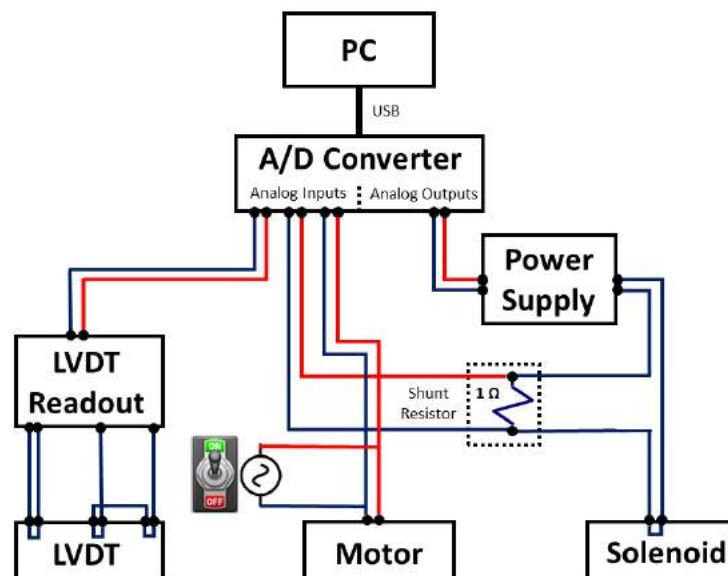 PC
USB
A/D Converter
Analog Inputs
Analog Outputs
Power
Supply
LVDT
Readout
Shunt
Resistor
1 Ω
ON
OFF
LVDT
Motor
Solenoid